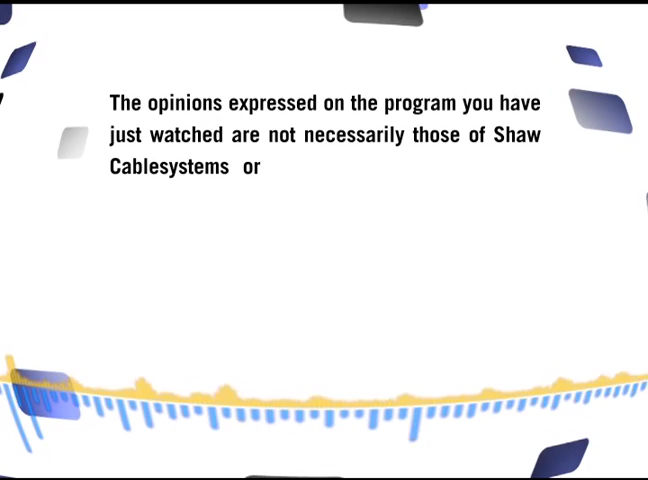 The opinions expressed on the program you have
just watched are not necessarily those of Shaw
Cablesystems or